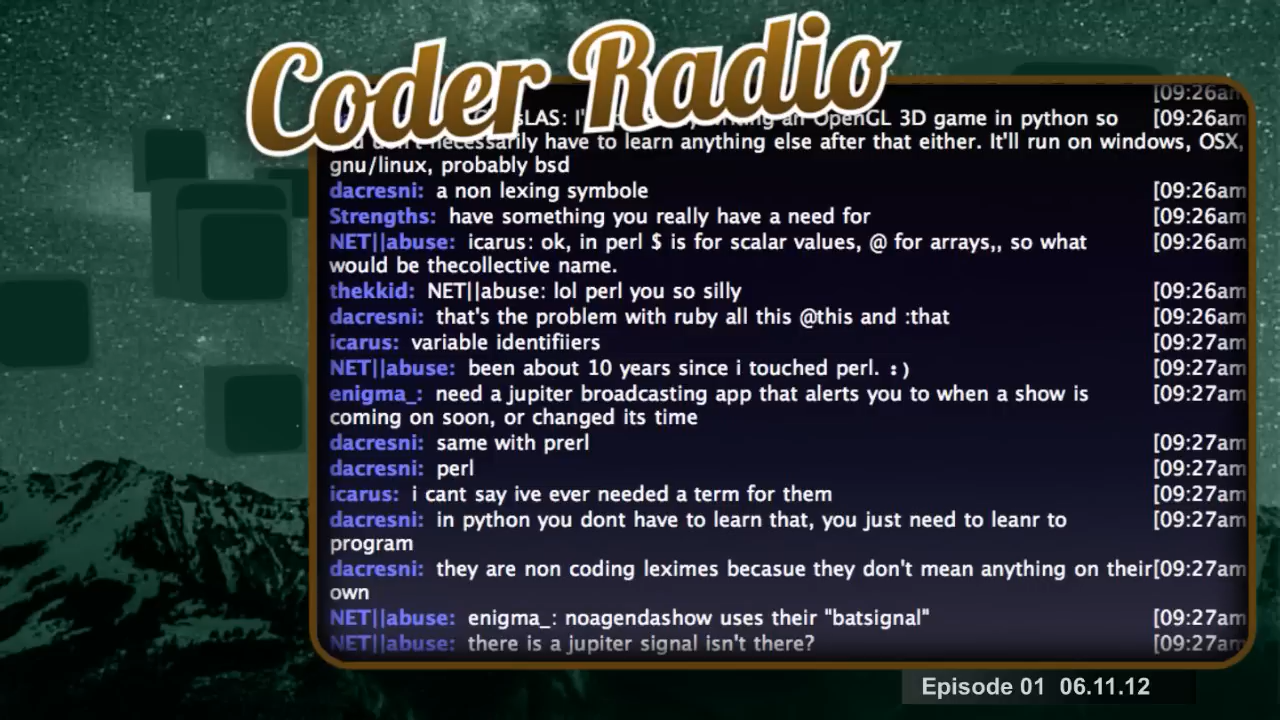 Coder Radio
[09:26am
SLAS: I' an OpenGL 3D game in python so [09:26am
necessarily have to learn anything else after that either. It'll run on windows, OSX,
gnu/linux, probably bsd
dacresni: a non lexing symbole [09:26am
Strengths: have something you really have a need for [09:26am
NET||abuse: icarus: ok, in perl $ is for scalar values, @ for arrays,, so what [09:26am
would be thecollective name.
thekkid: NET||abuse: lol perl you so silly [09:26am
dacresni: that's the problem with ruby all this @this and :that [09:26am
icarus: variable identifiiers [09:27am
NET||abuse: been about 10 years since i touched perl. :) [09:27am
enigma_: need a jupiter broadcasting app that alerts you to when a show is [09:27am
coming on soon, or changed its time
dacresni: same with prerl [09:27am
dacresni: perl [09:27am
icarus: i cant say ive ever needed a term for them [09:27am
dacresni: in python you dont have to learn that, you just need to leanr to [09:27am
program
dacresni: they are non coding leximes becasue they don't mean anything on their [09:27am
own
NET||abuse: enigma_: noagendashow uses their "batsignal" [09:27am
NET||abuse: there is a jupiter signal isn't there? [09:27am
Episode 01 06.11.12